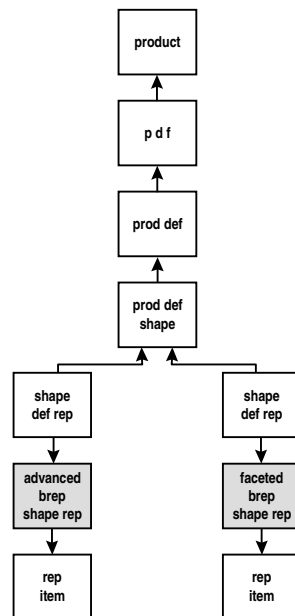 product
p d f
prod def
prod def
shape
shape
def rep
shape
def rep
advanced
brep
shape rep
faceted
brep
shape rep
rep
item
rep
item